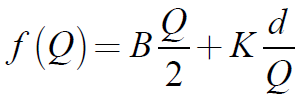 f(Q) = B Q/2 + K d/Q